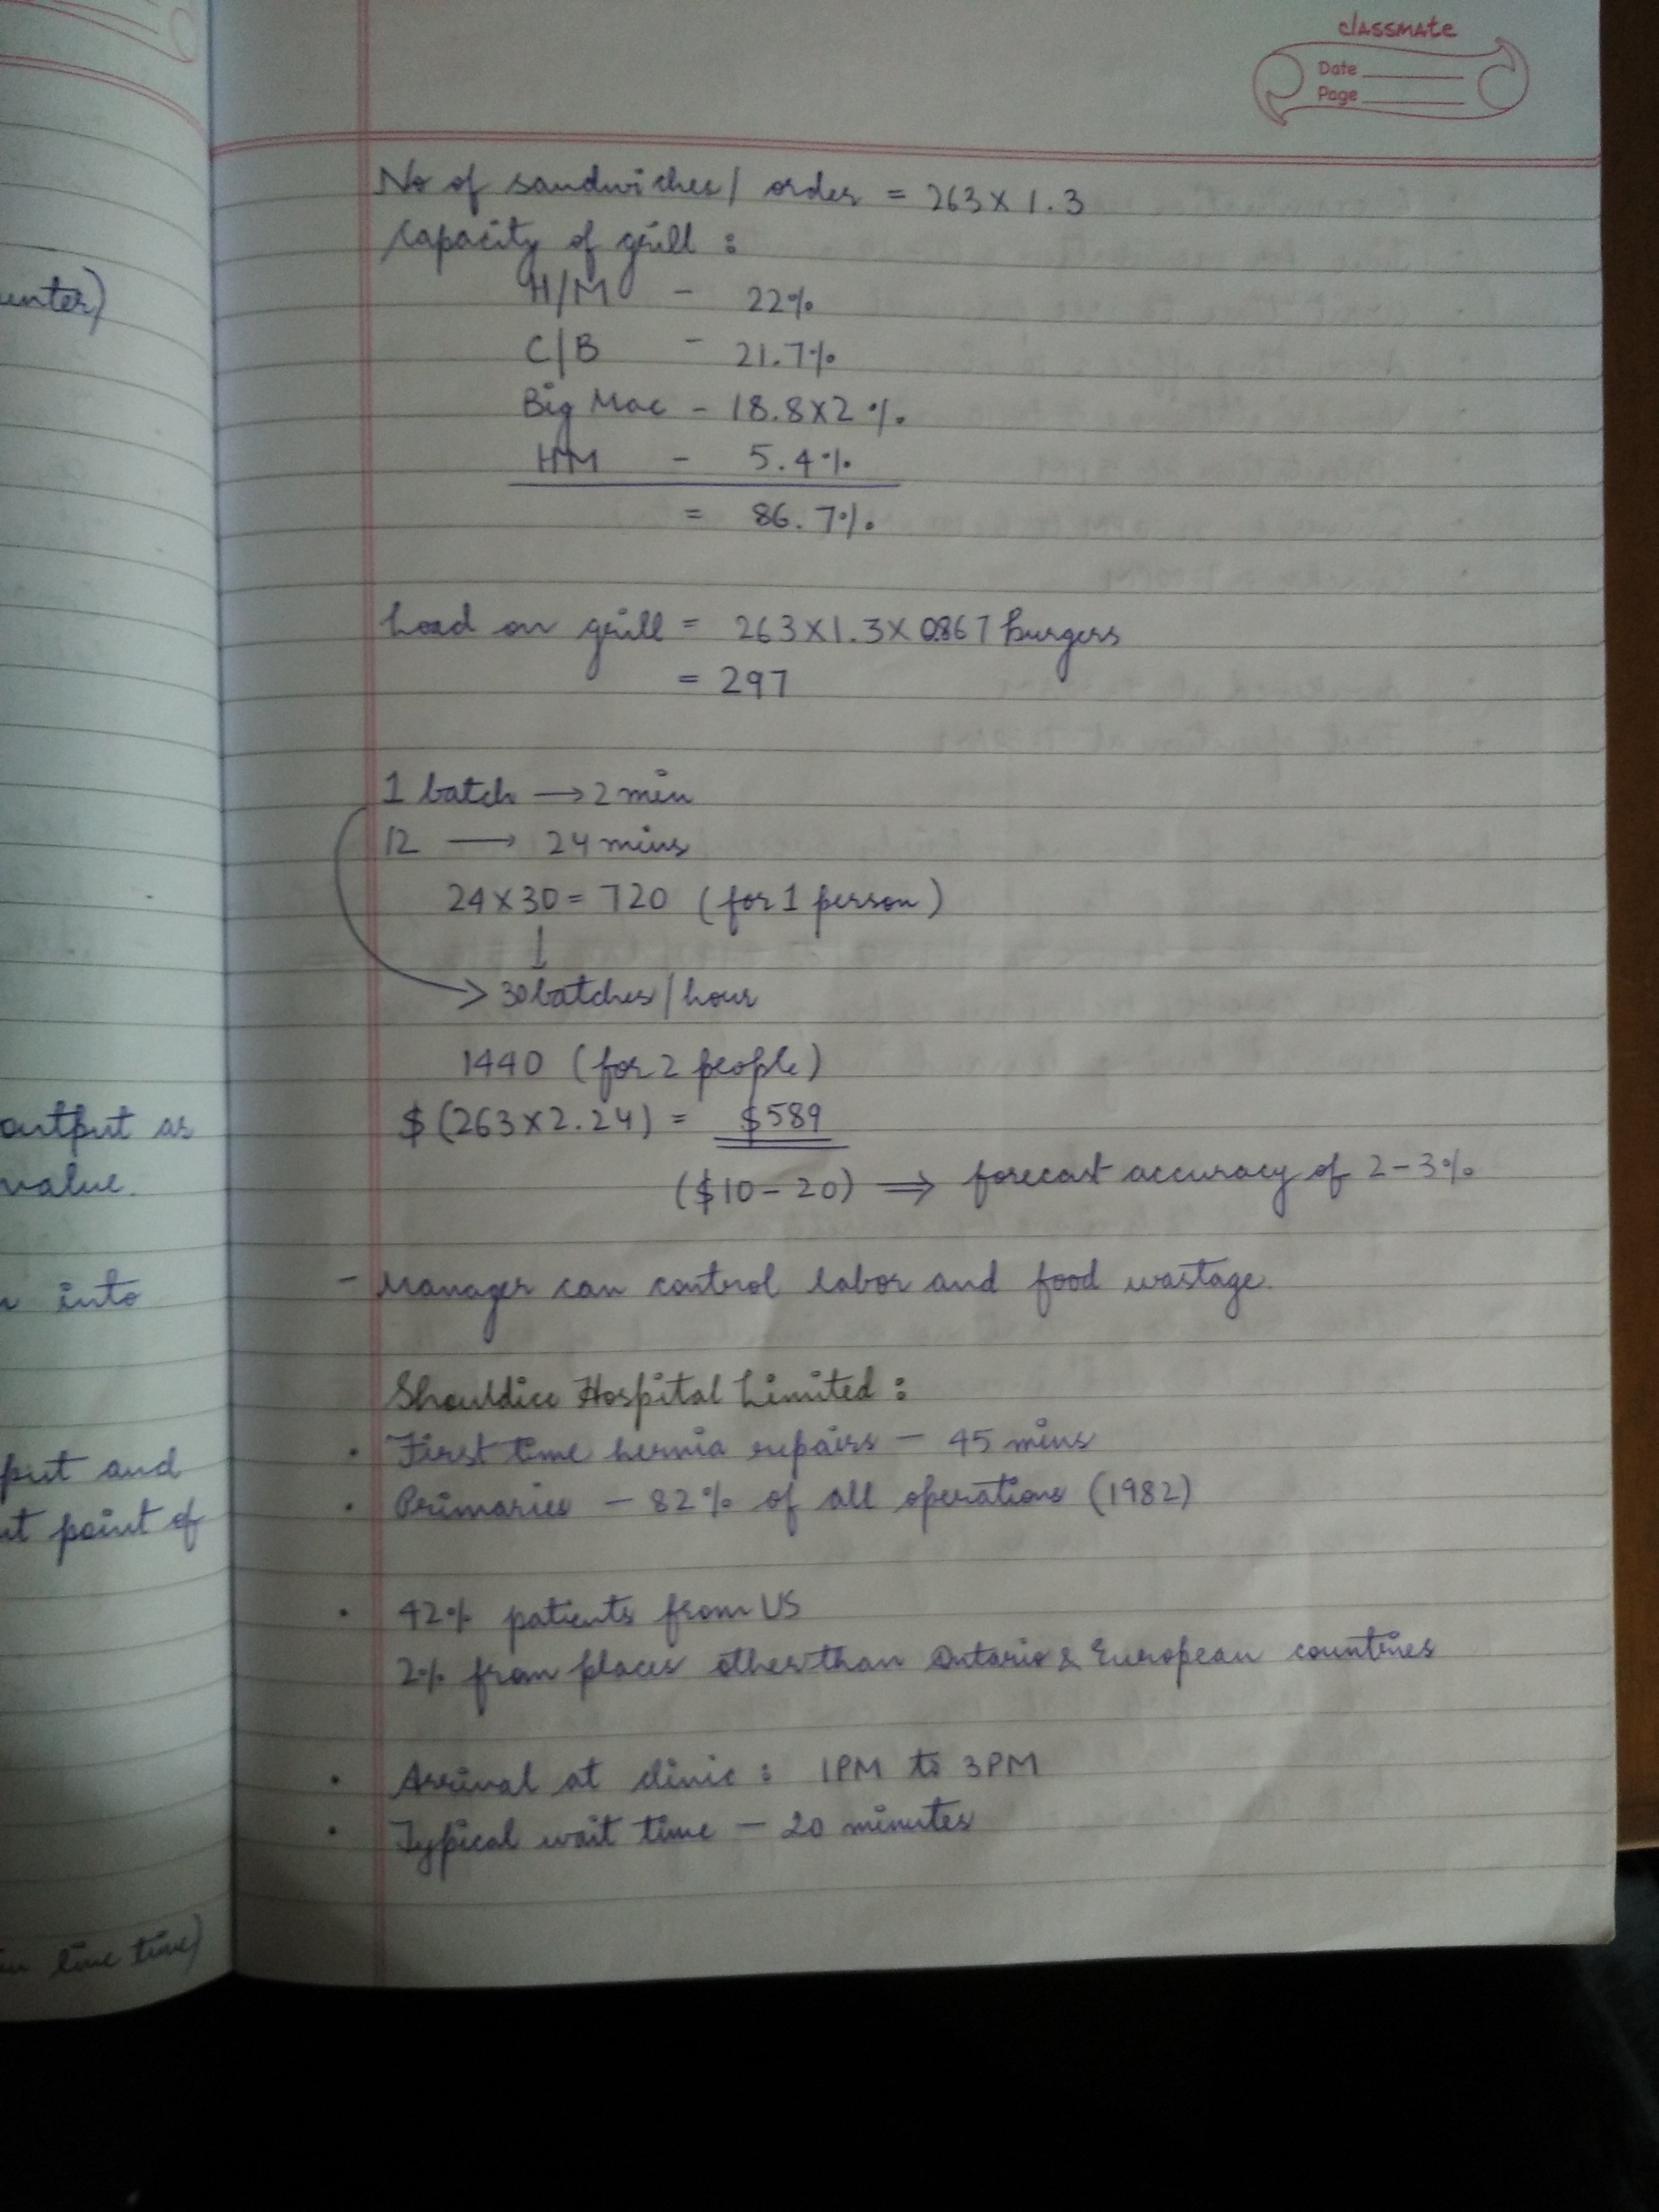 classmate
Date
Page
No of sandwiches/ order = 263 x 1.3
Capacity of grill :
H/M - 22%
C/B - 21.7%
Big Mac - 18.8x2 %
HM - 5.4%
= 86.7%
Load on grill = 263x1.3x0.867 burgers
= 297
1 batch → 2 min
12 → 24 mins
24 x 30 = 720 (for 1 person)
↓
30 batches / hour
1440 (for 2 people)
$ (263x2.24) = $589
($10-20) ⇒ forecast accuracy of 2-3%
- Manager can control labor and food wastage.
Shouldice Hospital Limited :
• First time hernia repairs - 45 mins
• Primaries - 82% of all operations (1982)
• 42% patients from US
2% from places other than Ontario & European countries
• Arrival at clinic : 1PM to 3PM
• Typical wait time - 20 minutes
unter)
output as
value.
into
put and
point of
line time)